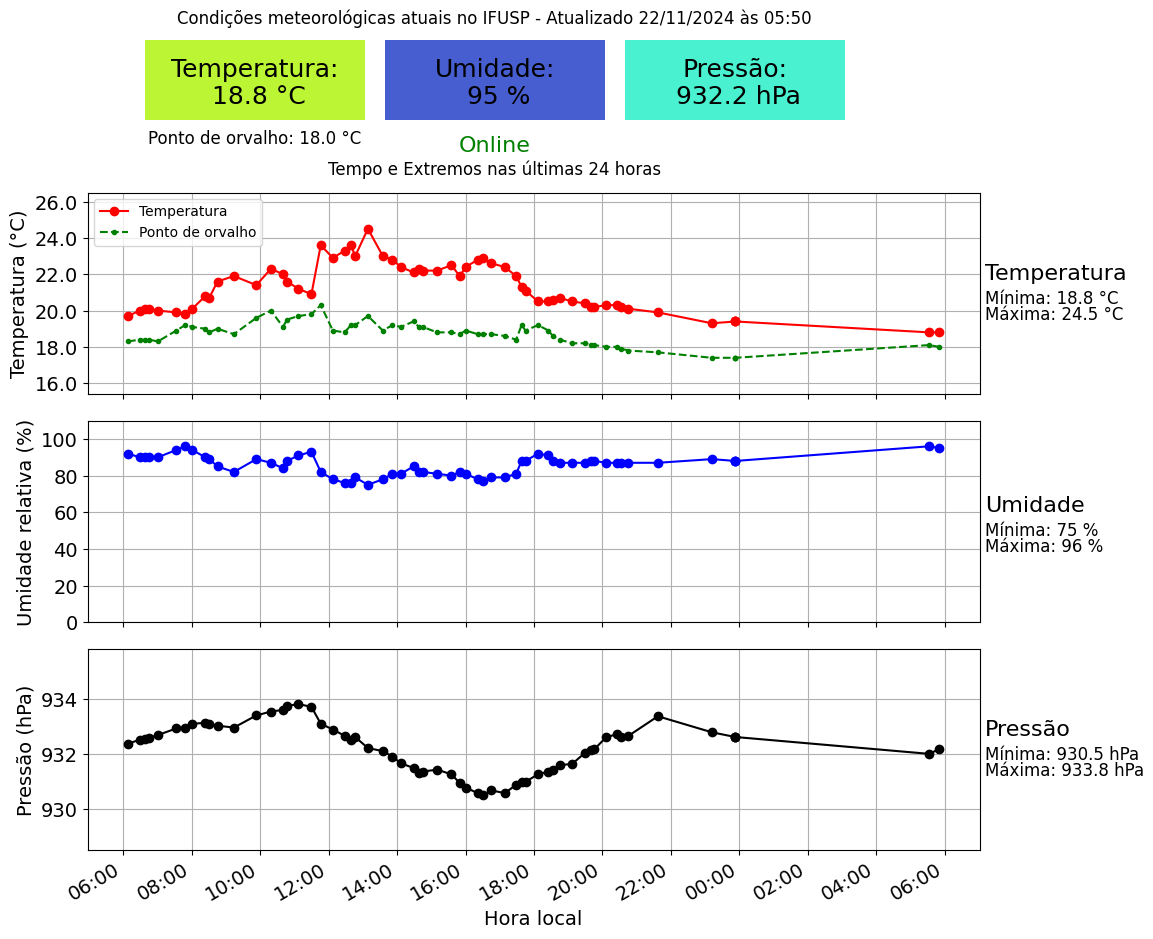 Condições meteorológicas atuais no IFUSP - Atualizado 22/11/2024 às 05:50
Temperatura:
18.8 °C
Umidade:
95 %
Pressão:
932.2 hPa
Ponto de orvalho: 18.0 °C
Online
Tempo e Extremos nas últimas 24 horas
Temperatura (°C)
26.0
24.0
22.0
20.0
18.0
16.0
Temperatura
Ponto de orvalho
Temperatura
Mínima: 18.8 °C
Máxima: 24.5 °C
Umidade relativa (%)
100
80
60
40
20
0
Umidade
Mínima: 75 %
Máxima: 96 %
Pressão (hPa)
934
932
930
Pressão
Mínima: 930.5 hPa
Máxima: 933.8 hPa
06:00 08:00 10:00 12:00 14:00 16:00 18:00 20:00 22:00 00:00 02:00 04:00 06:00
Hora local